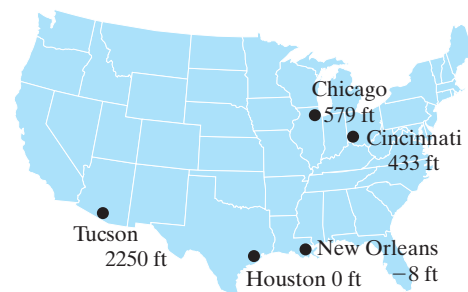 Chicago
579 ft
Cincinnati
433 ft
Tucson
2250 ft
New Orleans
−8 ft
Houston 0 ft